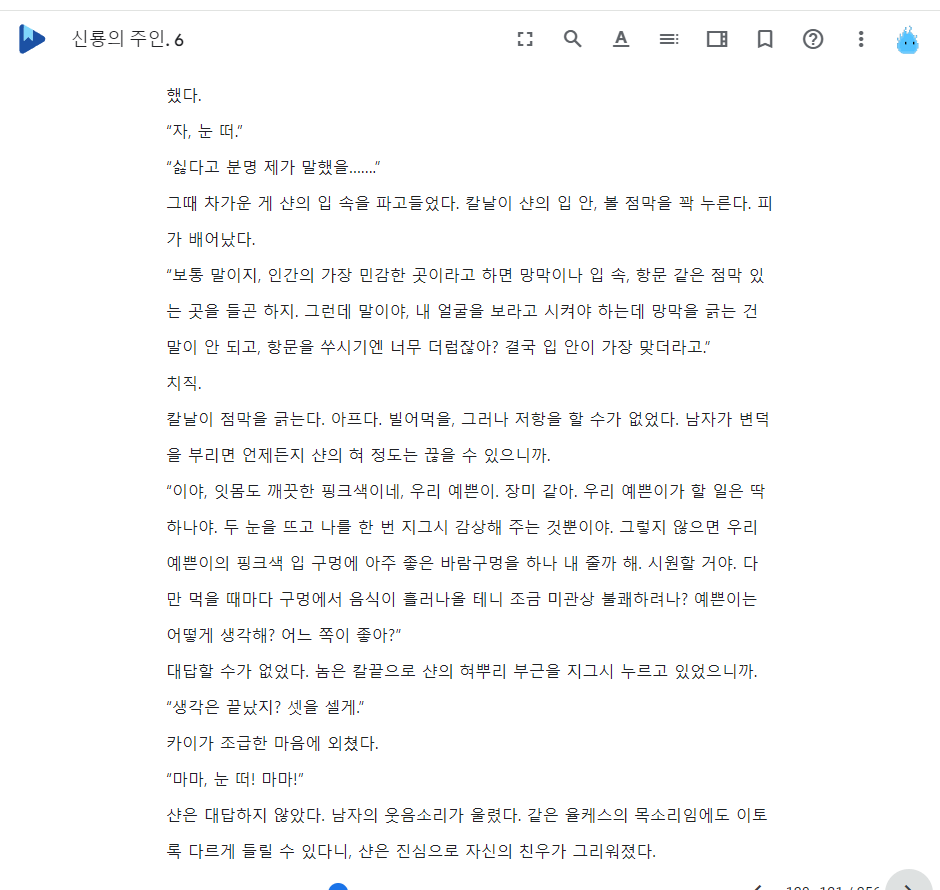 신룡의 주인. 6
했다.
“자, 눈 떠.”
“싫다고 분명 제가 말했을.......”
그때 차가운 게 샨의 입 속을 파고들었다. 칼날이 샨의 입 안, 볼 점막을 꽉 누른다. 피
가 배어났다.
“보통 말이지, 인간의 가장 민감한 곳이라고 하면 망막이나 입 속, 항문 같은 점막 있
는 곳을 들곤 하지. 그런데 말이야, 내 얼굴을 보라고 시켜야 하는데 망막을 긁는 건
말이 안 되고, 항문을 쑤시기엔 너무 더럽잖아? 결국 입 안이 가장 맞더라고.”
치직.
칼날이 점막을 긁는다. 아프다. 빌어먹을, 그러나 저항을 할 수가 없었다. 남자가 변덕
을 부리면 언제든지 샨의 혀 정도는 끊을 수 있으니까.
“이야, 잇몸도 깨끗한 핑크색이네, 우리 예쁜이. 장미 같아. 우리 예쁜이가 할 일은 딱
하나야. 두 눈을 뜨고 나를 한 번 지그시 감상해 주는 것뿐이야. 그렇지 않으면 우리
예쁜이의 핑크색 입 구멍에 아주 좋은 바람구멍을 하나 내 줄까 해. 시원할 거야. 다
만 먹을 때마다 구멍에서 음식이 흘러나올 테니 조금 미관상 불쾌하려나? 예쁜이는
어떻게 생각해? 어느 쪽이 좋아?”
대답할 수가 없었다. 놈은 칼끝으로 샨의 혀뿌리 부근을 지그시 누르고 있었으니까.
“생각은 끝났지? 셋을 셀게.”
카이가 조급한 마음에 외쳤다.
“마마, 눈 떠! 마마!”
샨은 대답하지 않았다. 남자의 웃음소리가 울렸다. 같은 율케스의 목소리임에도 이토
록 다르게 들릴 수 있다니, 샨은 진심으로 자신의 친우가 그리워졌다.